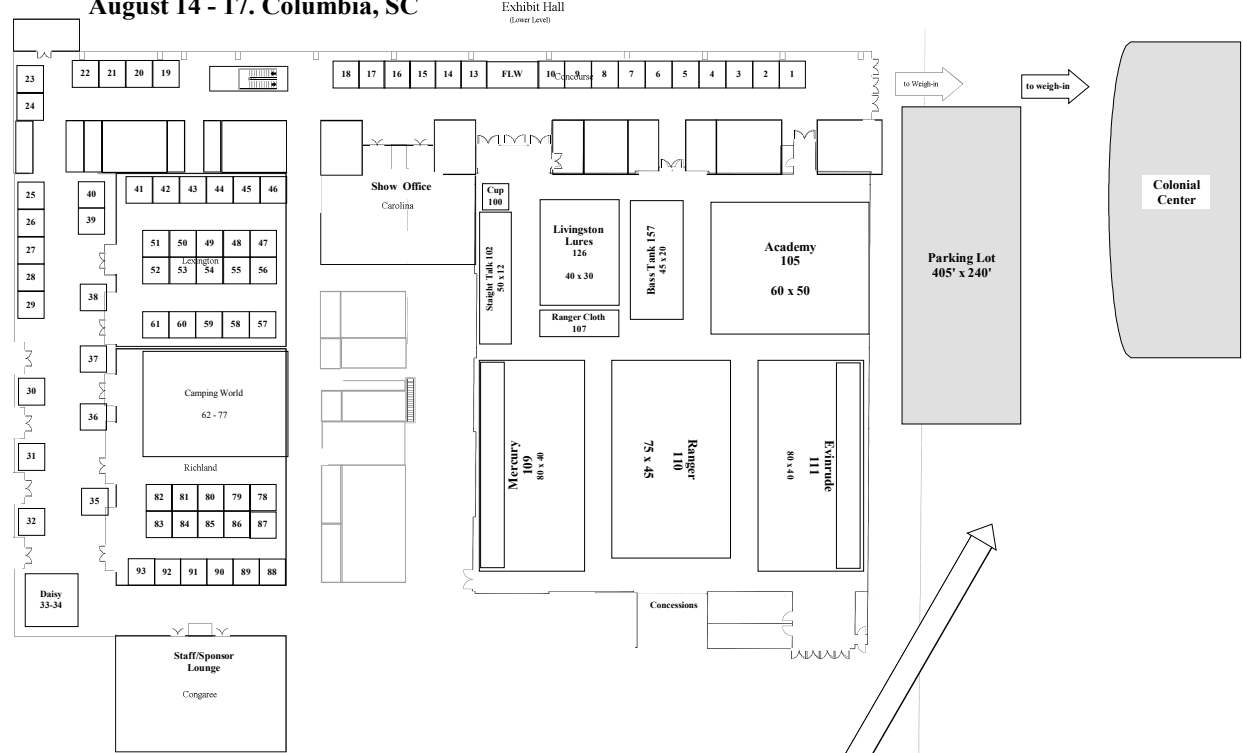 August 14 - 17. Columbia, SC
Exhibit Hall
(Lower Level)
23
24
22 21 20 19
18 17 16 15 14 13 FLW 10 9 8 7 6 5 4 3 2 1
Concourse
to Weigh-in
to weigh-in
Colonial
Center
Parking Lot
405' x 240'
25
26
27
28
29
30
31
32
Daisy
33-34
40
39
38
37
36
35
41 42 43 44 45 46
51 50 49 48 47
52 53 54 55 56
Lexington
61 60 59 58 57
Camping World
62 - 77
Richland
82 81 80 79 78
83 84 85 86 87
93 92 91 90 89 88
Staff/Sponsor
Lounge
Congaree
Show Office
Carolina
Cup
100
Staight Talk 102
50 x 12
Livingston
Lures
126
40 x 30
Ranger Cloth
107
Bass Tank 157
45 x 20
Academy
105
60 x 50
Mercury
109
80 x 40
Ranger
110
75 x 45
Evinrude
111
80 x 40
Concessions